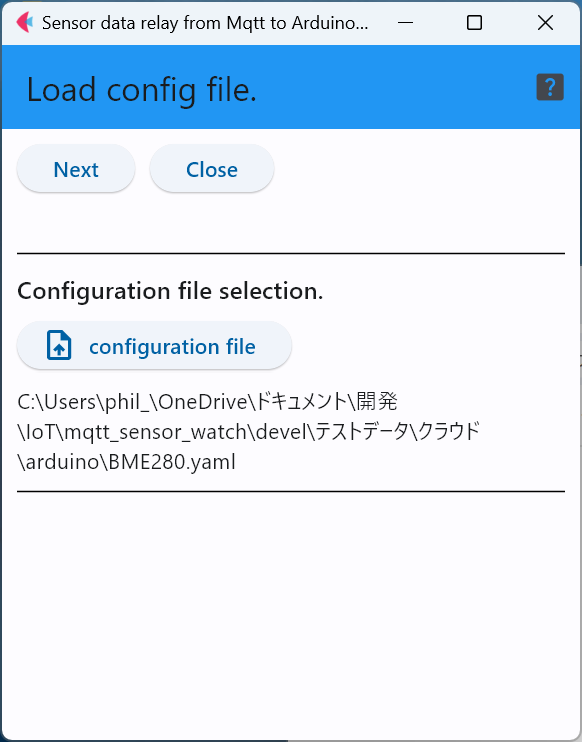 Sensor data relay from Mqtt to Arduino...
Load config file.
?
Next
Close
Configuration file selection.
configuration file
C:\Users\phil_\OneDrive\ドキュメント\開発
\IoT\mqtt_sensor_watch\devel\テストデータ\クラウド
\arduino\BME280.yaml